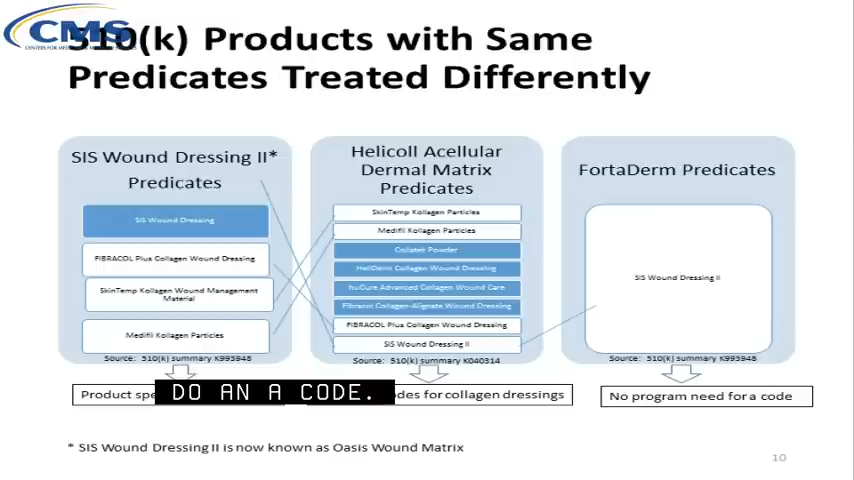 CMS
510(k) Products with Same
Predicates Treated Differently
SIS Wound Dressing II*
Predicates
SIS Wound Dressing
FIBRACOL Plus Collagen Wound Dressing
SkinTemp Kollagen Wound Management
Material
Medifil Kollagen Particles
Source: 510(k) summary K993948
Product spe
Helicoll Acellular
Dermal Matrix
Predicates
SkinTemp Kollagen Particles
Medifil Kollagen Particles
Collatek Powder
HeliDerm Collagen Wound Dressing
huCure Advanced Collagen Wound Care
Fibracol Collagen-Alignate Wound Dressing
FIBRACOL Plus Collagen Wound Dressing
SIS Wound Dressing II
Source: 510(k) summary K040314
for collagen dressings
FortaDerm Predicates
SIS Wound Dressing II
Source: 510(k) summary K993948
No program need for a code
DO AN A CODE.
* SIS Wound Dressing II is now known as Oasis Wound Matrix
10